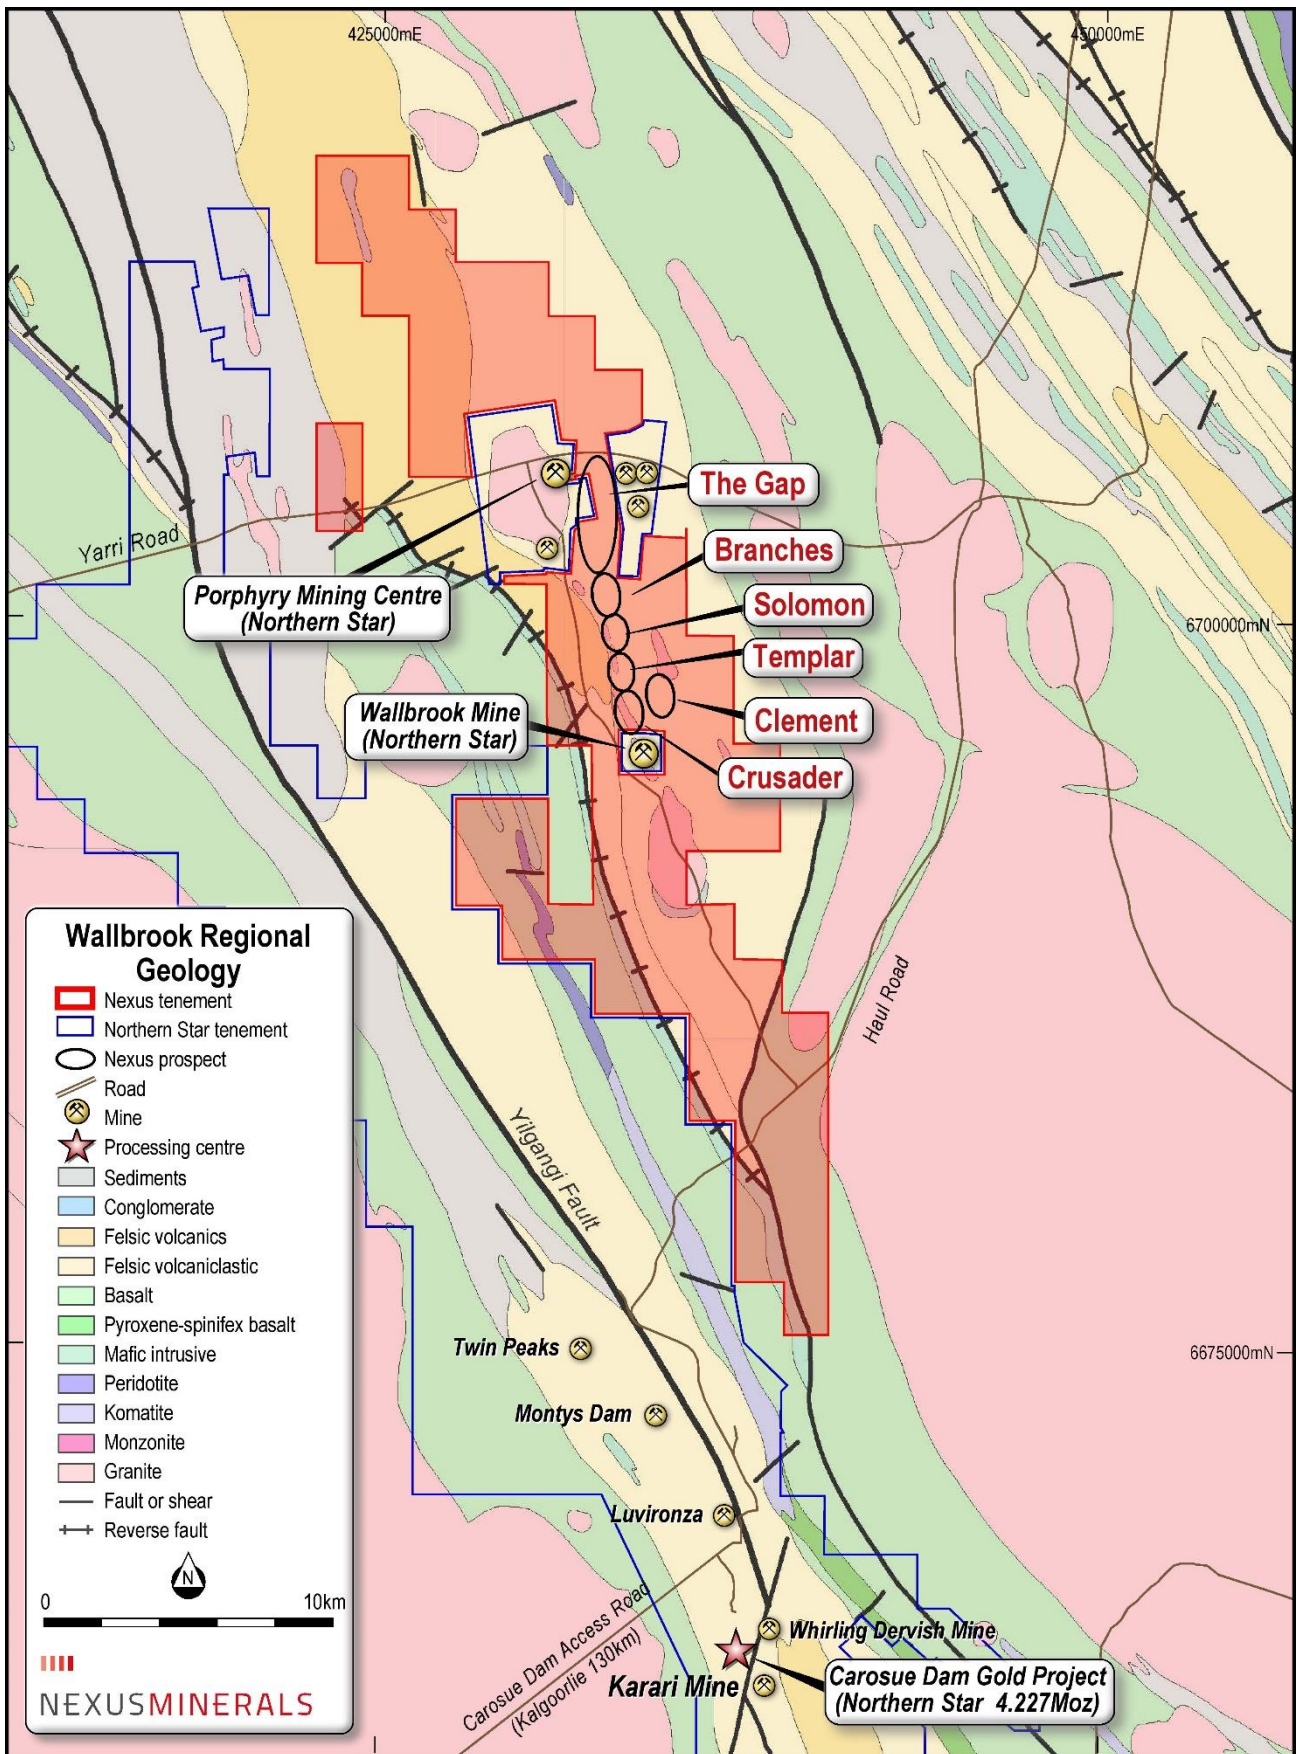 425000mE
450000mE
The Gap
Branches
Yarri Road
Porphyry Mining Centre
(Northern Star)
Solomon
6700000mN
Templar
Wallbrook Mine
(Northern Star)
Clement
Crusader
Wallbrook Regional
Geology
Nexus tenement
Northern Star tenement
Nexus prospect
Road
Mine
Processing centre
Sediments
Conglomerate
Felsic volcanics
Felsic volcaniclastic
Basalt
Pyroxene-spinifex basalt
Mafic intrusive
Peridotite
Komatite
Monzonite
Granite
Fault or shear
Reverse fault
N
0 10km
NEXUSMINERALS
Haul Road
Yilgangi Fault
Twin Peaks
6675000mN
Montys Dam
Luvironza
Carosue Dam Access Road
(Kalgoorlie 130km)
Whirling Dervish Mine
Karari Mine
Carosue Dam Gold Project
(Northern Star 4.227Moz)